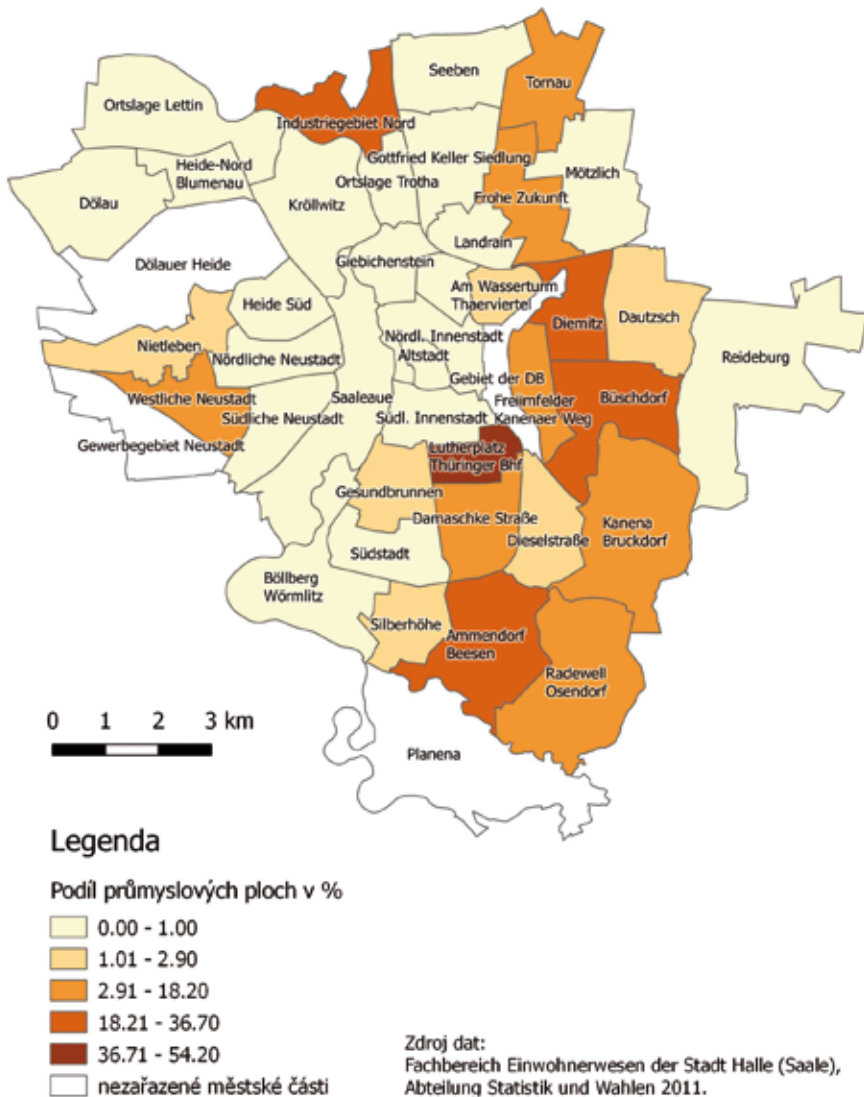 Seeben
Tornau
Ortslage Lettin
Industriegebiet Nord
Gottfried Keller Siedlung
Heide-Nord
Blumenau
Ortslage Trotha
Mötzlich
Dölau
Kröllwitz
Frohe Zukunft
Landrain
Dölauer Heide
Giebichenstein
Am Wasserturm
Thaerviertel
Heide Süd
Diemitz
Dautzsch
Nietleben
Nördl. Innenstadt
Altstadt
Reideburg
Nördliche Neustadt
Gebiet der DB
Westliche Neustadt
Saaleaue
Freiimfelder
Kanenaer Weg
Büschdorf
Südliche Neustadt
Südl. Innenstadt
Gewerbegebiet Neustadt
Lutherplatz
Thüringer Bhf
Gesundbrunnen
Damaschke Straße
Kanena
Bruckdorf
Dieselstraße
Südstadt
Böllberg
Wörmlitz
Silberhöhe
Ammendorf
Beesen
Radewell
Osendorf
0 1 2 3 km
Planena
Legenda
Podíl průmyslových ploch v %
0.00 - 1.00
1.01 - 2.90
2.91 - 18.20
18.21 - 36.70
36.71 - 54.20
nezařazené městské části
Zdroj dat:
Fachbereich Einwohnerwesen der Stadt Halle (Saale),
Abteilung Statistik und Wahlen 2011.